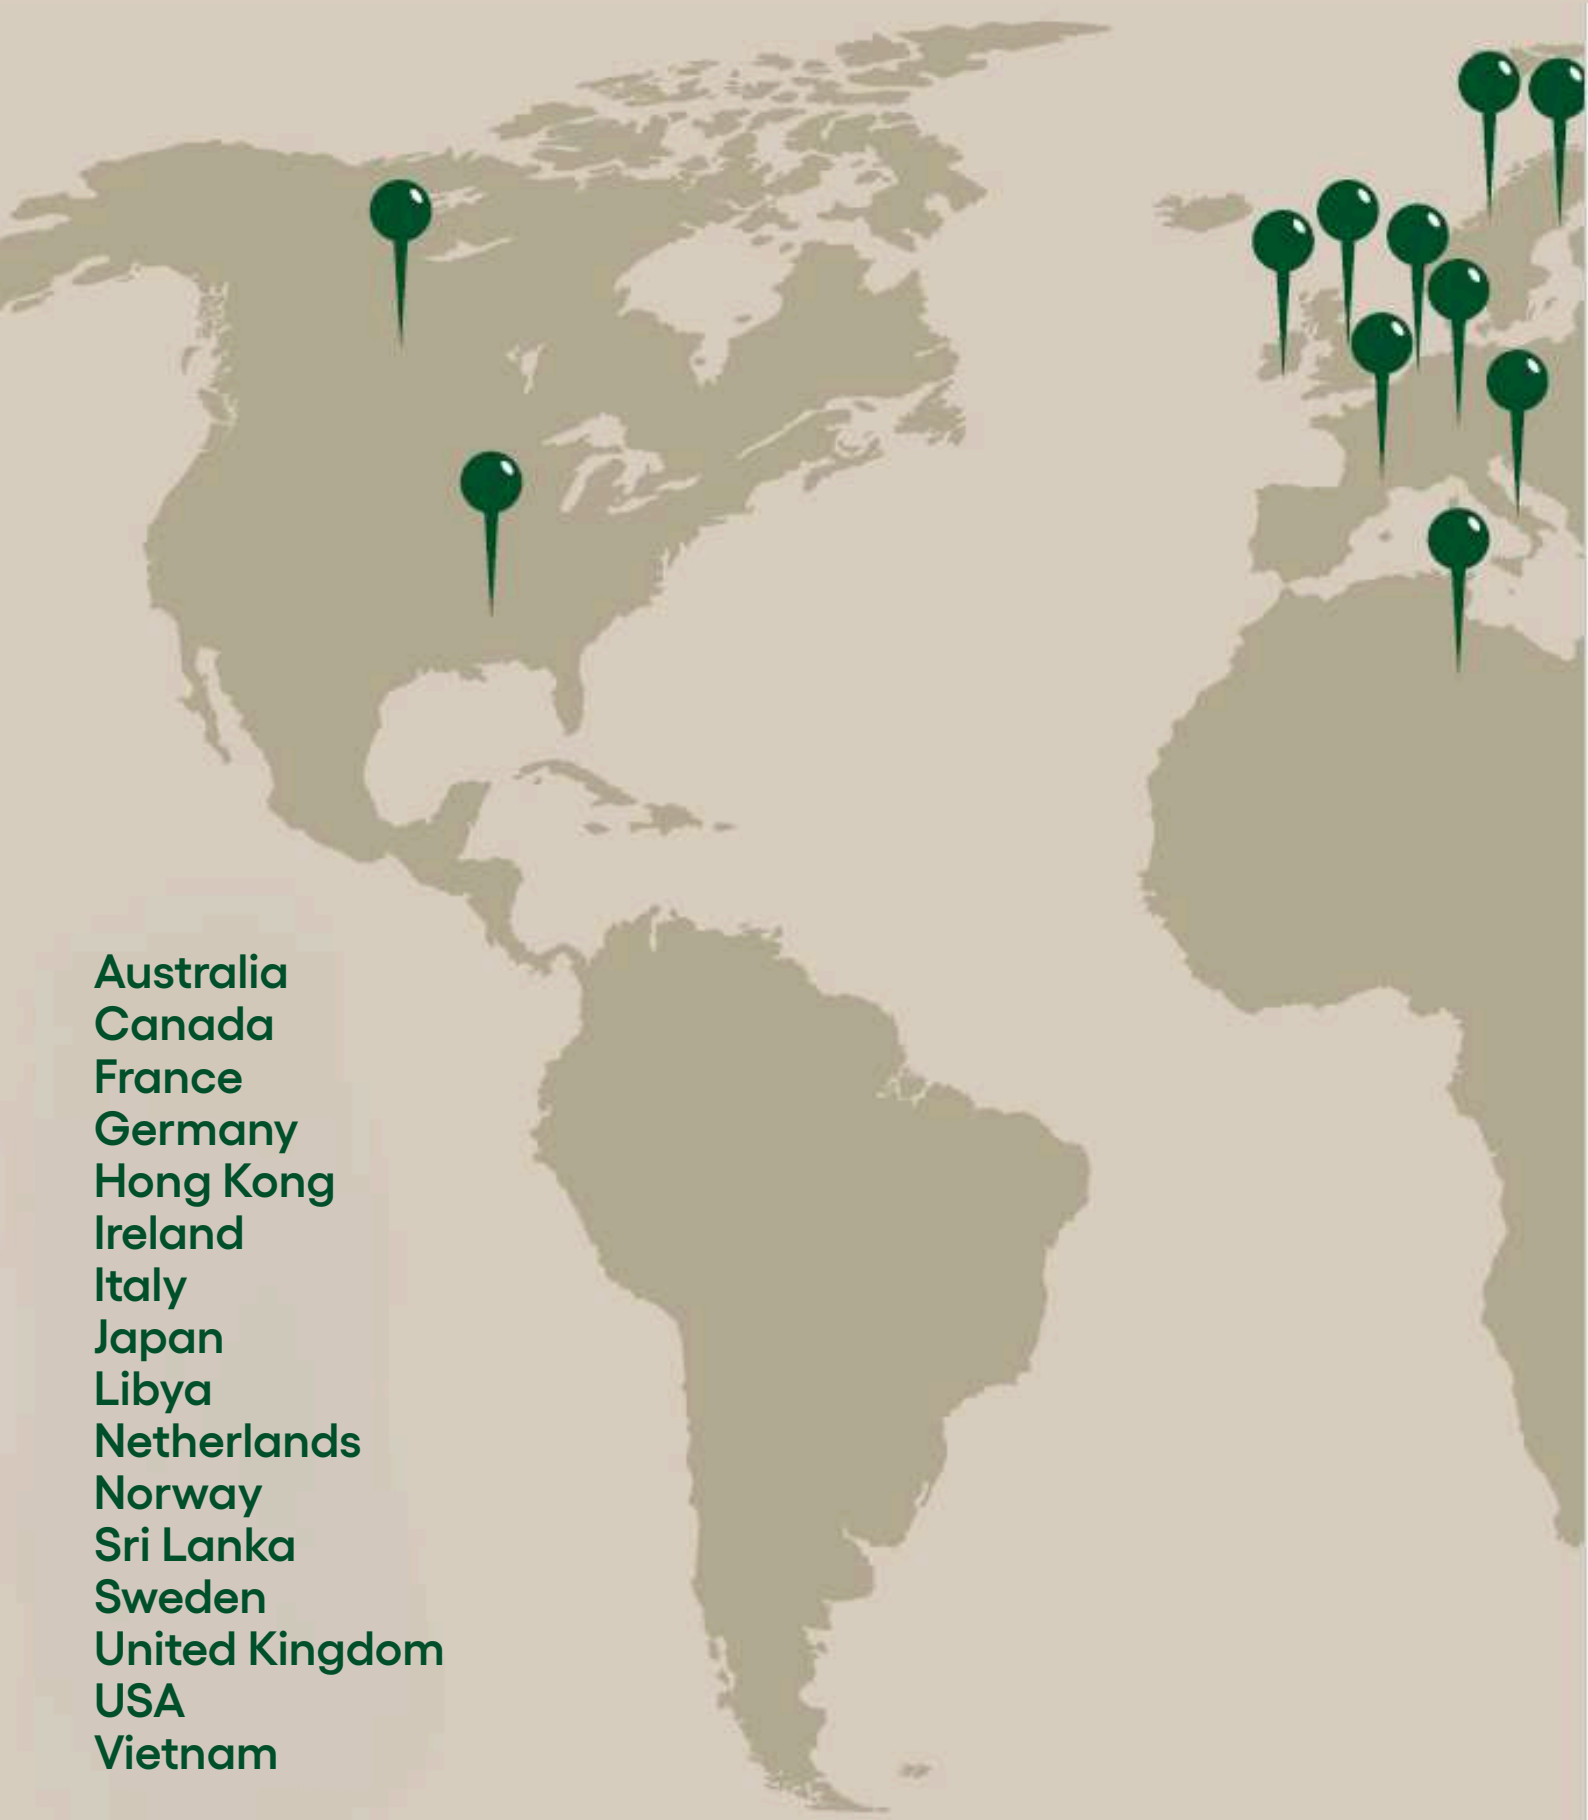 Australia
Canada
France
Germany
Hong Kong
Ireland
Italy
Japan
Libya
Netherlands
Norway
Sri Lanka
Sweden
United Kingdom
USA
Vietnam